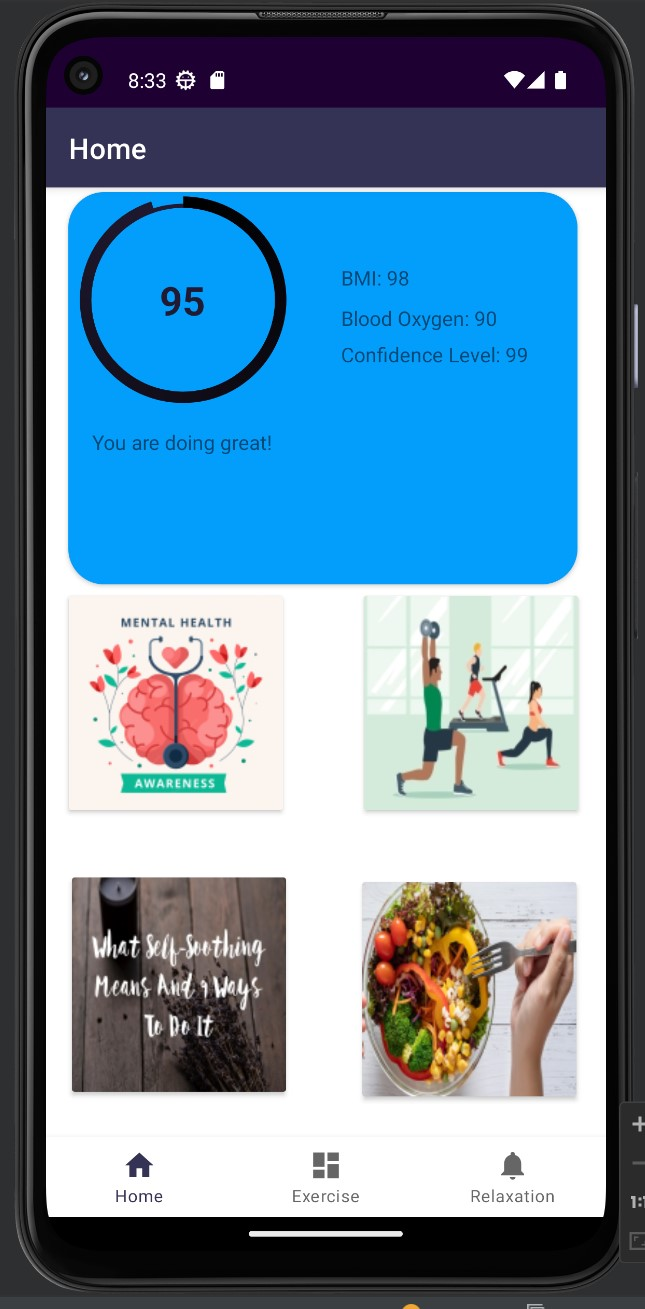 8:33
Home
95
BMI: 98
Blood Oxygen: 90
Confidence Level: 99
You are doing great!
MENTAL HEALTH
AWARENESS
What Self-Soothing
Means And 9 Ways
To Do It
Home
Exercise
Relaxation